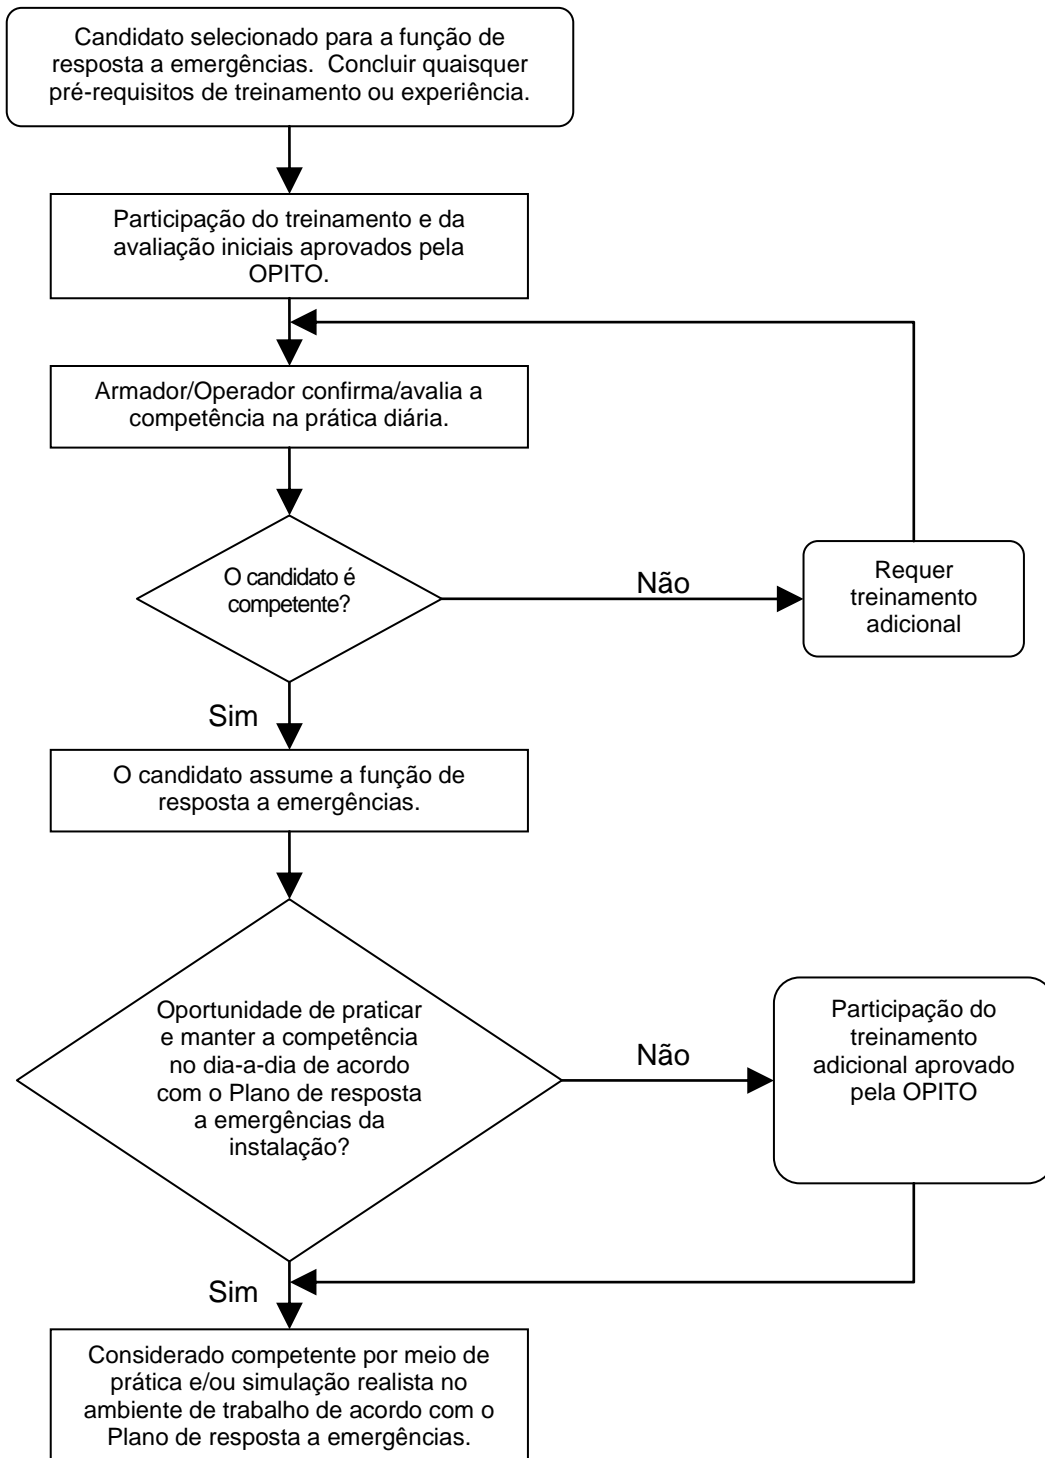 Candidato selecionado para a função de
resposta a emergências.  Concluir quaisquer
pré-requisitos de treinamento ou experiência.
Participação do treinamento e da
avaliação iniciais aprovados pela
OPITO.
Armador/Operador confirma/avalia a
competência na prática diária.
O candidato é
competente?
Não
Requer
treinamento
adicional
Sim
O candidato assume a função de
resposta a emergências.
Oportunidade de praticar
e manter a competência
no dia-a-dia de acordo
com o Plano de resposta
a emergências da
instalação?
Não
Participação do
treinamento
adicional aprovado
pela OPITO
Sim
Considerado competente por meio de
prática e/ou simulação realista no
ambiente de trabalho de acordo com o
Plano de resposta a emergências.